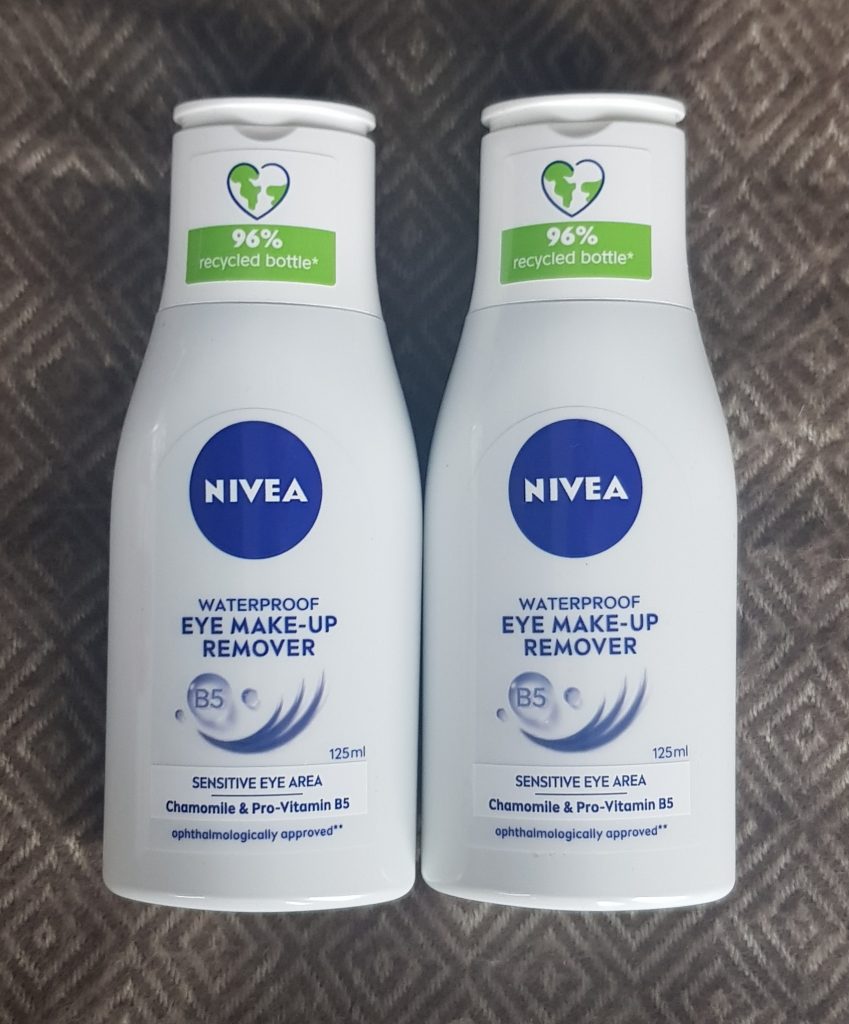 96%
recycled bottle*
NIVEA
WATERPROOF
EYE MAKE-UP
REMOVER
B5
125ml
SENSITIVE EYE AREA
Chamomile & Pro-Vitamin B5
ophthalmologically approved**
96%
recycled bottle*
NIVEA
WATERPROOF
EYE MAKE-UP
REMOVER
B5
125ml
SENSITIVE EYE AREA
Chamomile & Pro-Vitamin B5
ophthalmologically approved**